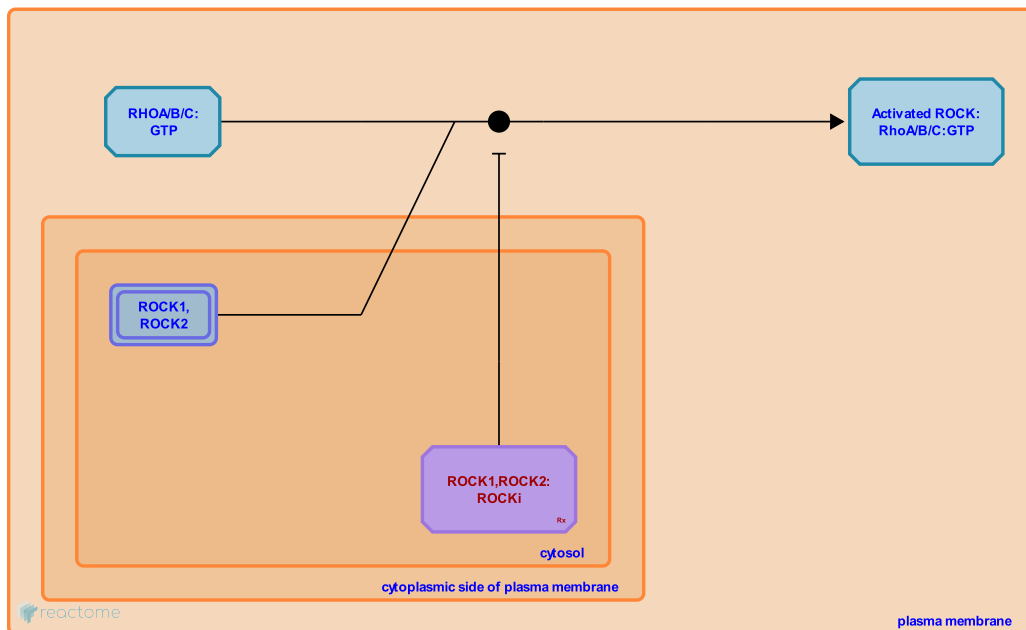 RHOA/B/C:
GTP
Activated ROCK:
RhoA/B/C:GTP
ROCK1,
ROCK2
ROCK1,ROCK2:
ROCKi
Rx
cytosol
cytoplasmic side of plasma membrane
reactome
plasma membrane